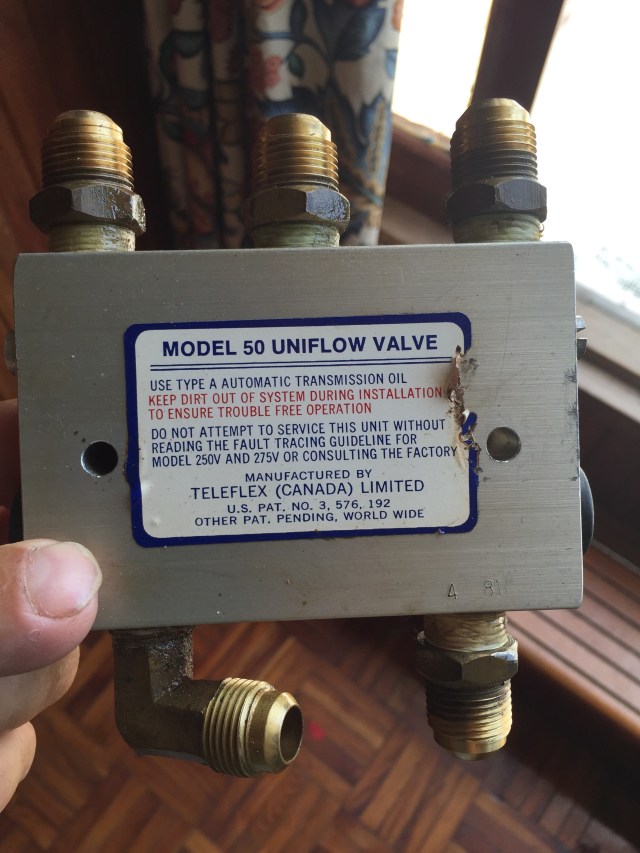 MODEL 50 UNIFLOW VALVE
USE TYPE A AUTOMATIC TRANSMISSION OIL
KEEP DIRT OUT OF SYSTEM DURING INSTALLATION
TO ENSURE TROUBLE FREE OPERATION
DO NOT ATTEMPT TO SERVICE THIS UNIT WITHOUT
READING THE FAULT TRACING GUIDELINE FOR
MODEL 250V AND 275V OR CONSULTING THE FACTORY
MANUFACTURED BY
TELEFLEX (CANADA) LIMITED
U.S. PAT. NO. 3, 576, 192
OTHER PAT. PENDING, WORLD WIDE
4 81